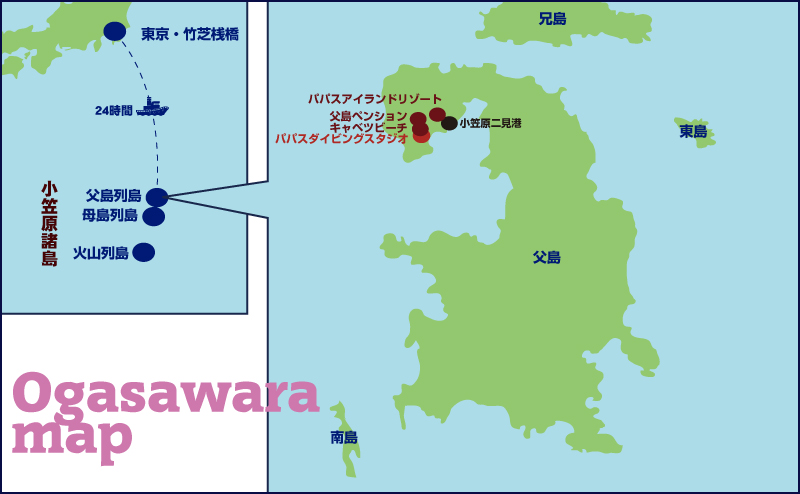 東京・竹芝桟橋
24時間
父島列島
母島列島
火山列島
小笠原諸島
Ogasawara
map
兄島
パパスアイランドリゾート
父島ペンション
キャベツビーチ
パパスダイビングスタジオ
小笠原二見港
東島
父島
南島